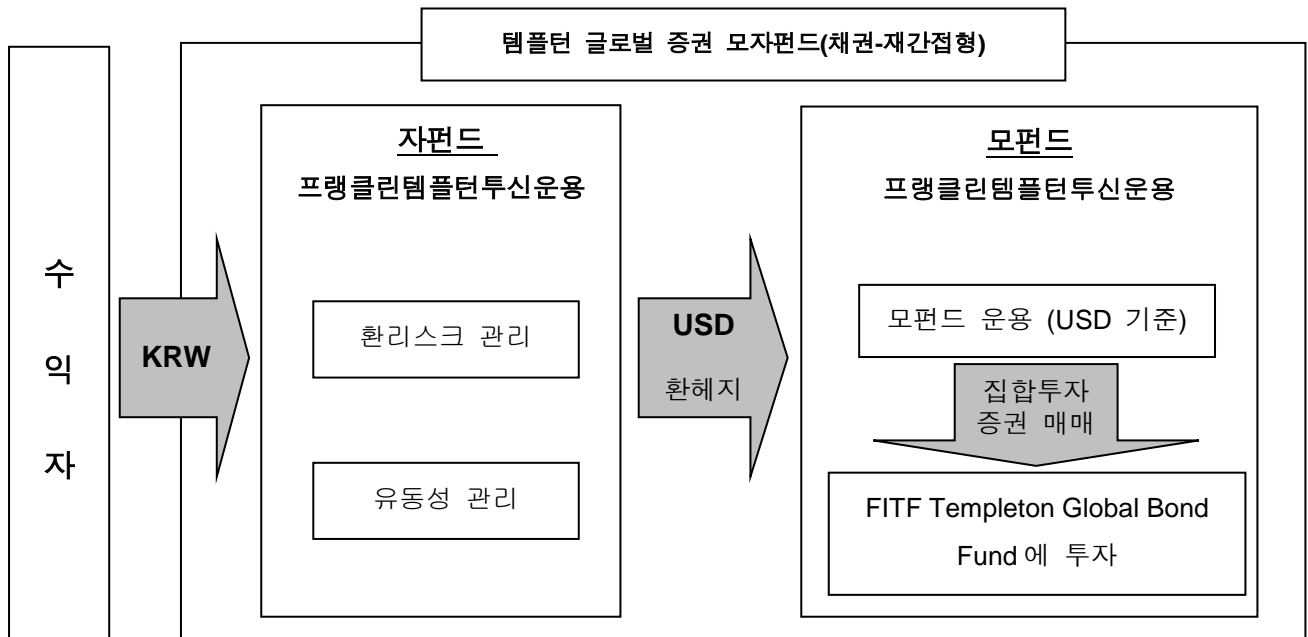 템플턴 글로벌 증권 모자펀드(채권-재간접형)
수
익
자
KRW
자펀드
프랭클린템플턴투신운용
환리스크 관리
유동성 관리
USD
환헤지
모펀드
프랭클린템플턴투신운용
모펀드 운용 (USD 기준)
집합투자
증권 매매
FITF Templeton Global Bond
Fund 에 투자